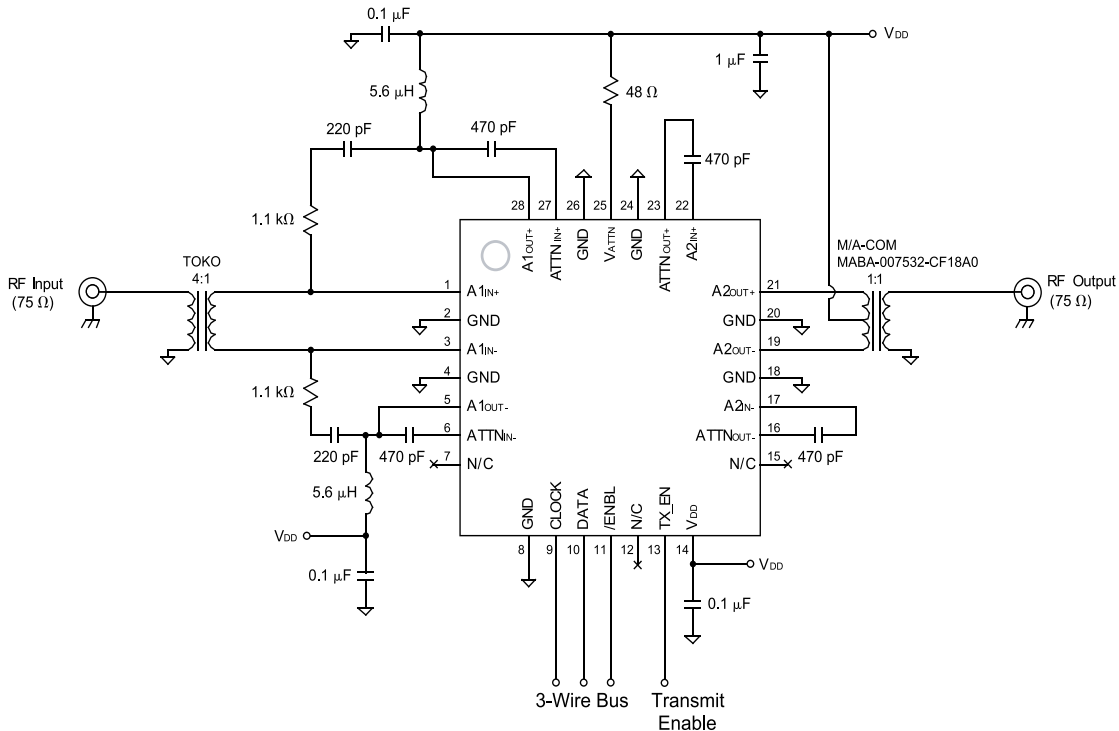 0.1 μF
VDD
1 μF
5.6 μH
48 Ω
220 pF
470 pF
470 pF
28 27 26 25 24 23 22
1.1 kΩ
A1OUT+
ATTNIN+
GND
VATTN
GND
ATTNOUT+
A2IN+
M/A-COM
MABA-007532-CF18A0
TOKO
4:1
1:1
RF Input
(75 Ω)
RF Output
(75 Ω)
1 A1IN+
A2OUT+ 21
2 GND
GND 20
3 A1IN-
A2OUT- 19
4 GND
GND 18
1.1 kΩ
5 A1OUT-
A2IN- 17
6 ATTNIN-
ATTNOUT- 16
220 pF
470 pF
470 pF
7 N/C
N/C 15
5.6 μH
GND
CLOCK
DATA
/ENBL
N/C
TX_EN
VDD
8 9 10 11 12 13 14
VDD
VDD
0.1 μF
0.1 μF
3-Wire Bus
Transmit
Enable